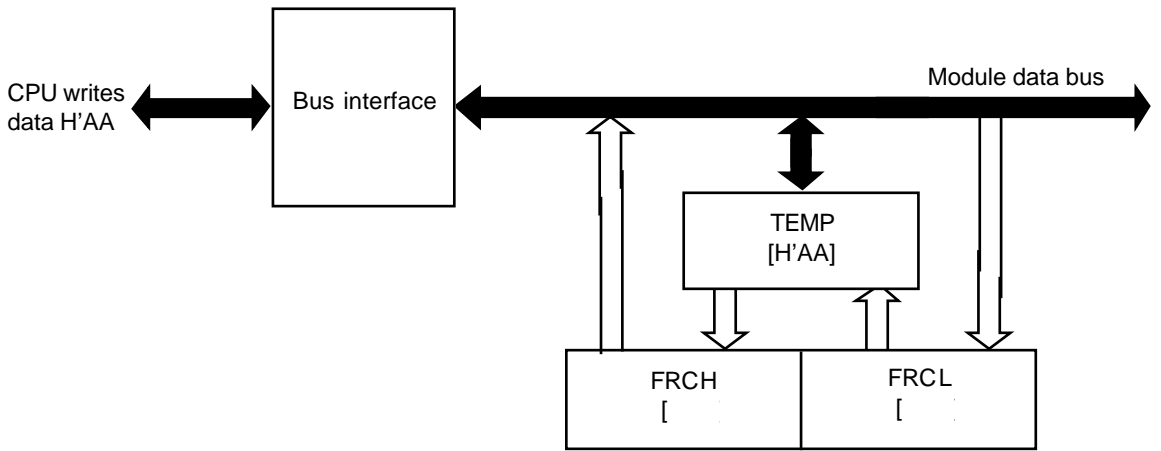 CPU writes
data H'AA
Bus interface
Module data bus
TEMP
[H'AA]
FRCH
[
FRCL
[